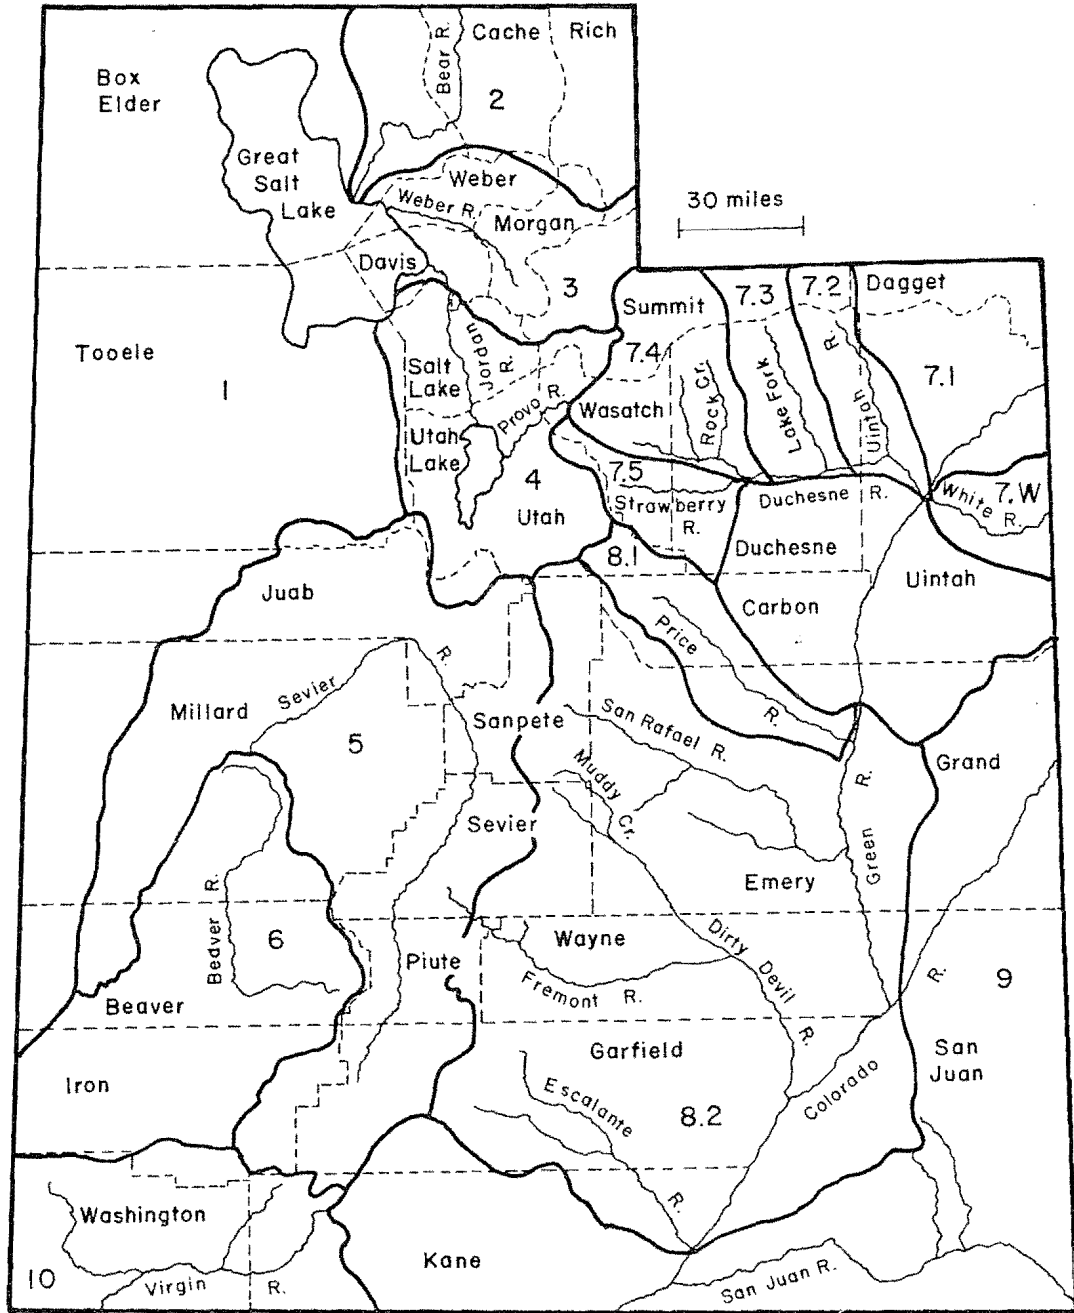 Box
Elder
Bear R.
Cache
Rich
2
Great
Salt
Lake
Weber
Weber R.
Morgan
30 miles
Davis
3
Summit
7.3
7.2
Dagget
Tooele
1
Salt
Lake
Jordan
R.
7.4
Rock Cr.
Lake Fork
Uintah
R.
7.1
Utah
Lake
Provo R.
Wasatch
4
Utah
7.5
Strawberry
R.
Duchesne R.
White
R.
7.W
8.1
Duchesne
Uintah
Juab
Carbon
Price
R.
Millard
Sevier
R.
5
Sanpete
San Rafael R.
Muddy
Cr.
Grand
Sevier
Green
R.
Emery
Bedver R.
6
Piute
Wayne
Fremont R.
Dirty Devil
R.
9
Beaver
Iron
Garfield
Escalante
R.
8.2
Colorado
R.
San
Juan
Washington
10
Virgin R.
Kane
San Juan R.